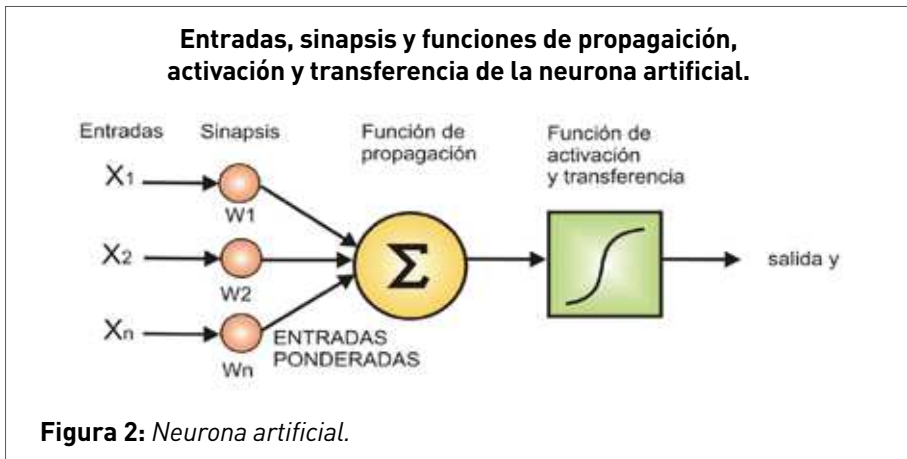 Entradas, sinapsis y funciones de propagaición,
activación y transferencia de la neurona artificial.
Entradas
Sinapsis
Función de
propagación
Función de
activación
y transferencia
X1
W1
X2
W2
Xn
Wn
Σ
ENTRADAS
PONDERADAS
salida y
Figura 2: Neurona artificial.